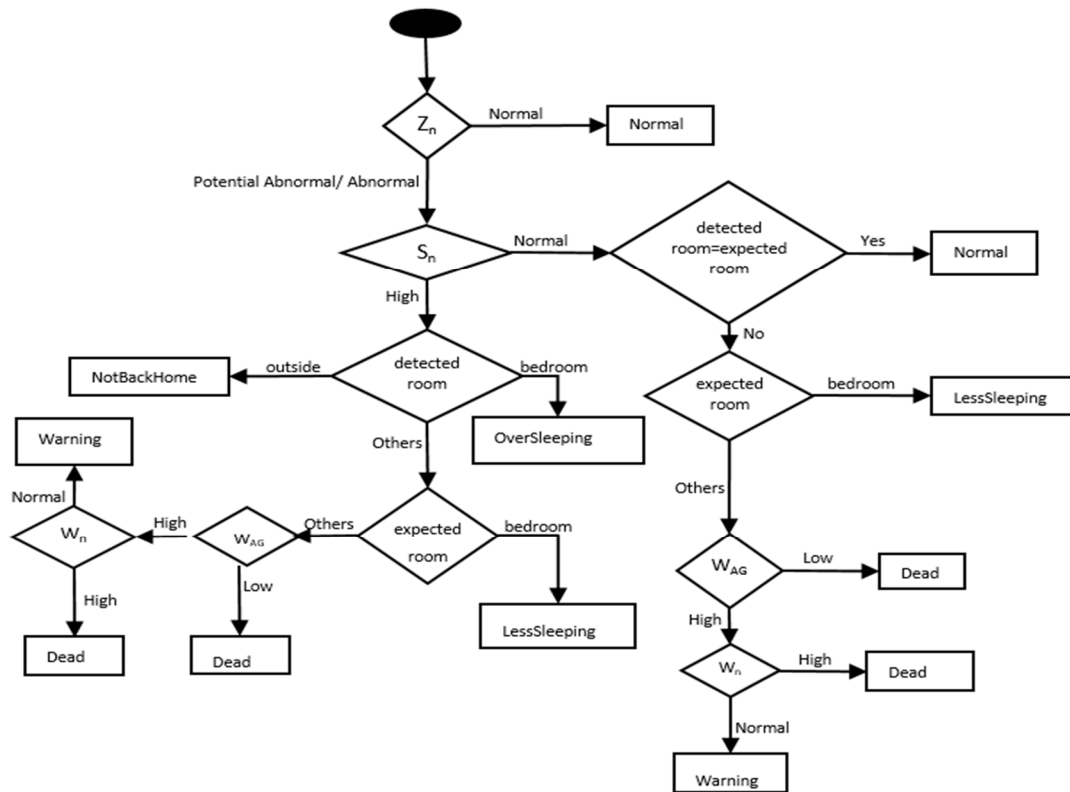 Normal
Zₙ
Normal
Potential Abnormal/ Abnormal
detected
room=expected
room
Sₙ
Normal
Yes
Normal
High
No
NotBackHome
outside
detected
room
bedroom
expected
room
bedroom
LessSleeping
Warning
Others
OverSleeping
Normal
Others
Wₙ
High
W_AG
Others
expected
room
bedroom
High
Low
W_AG
Low
Dead
LessSleeping
High
Dead
Dead
Wₙ
High
Dead
Normal
Warning